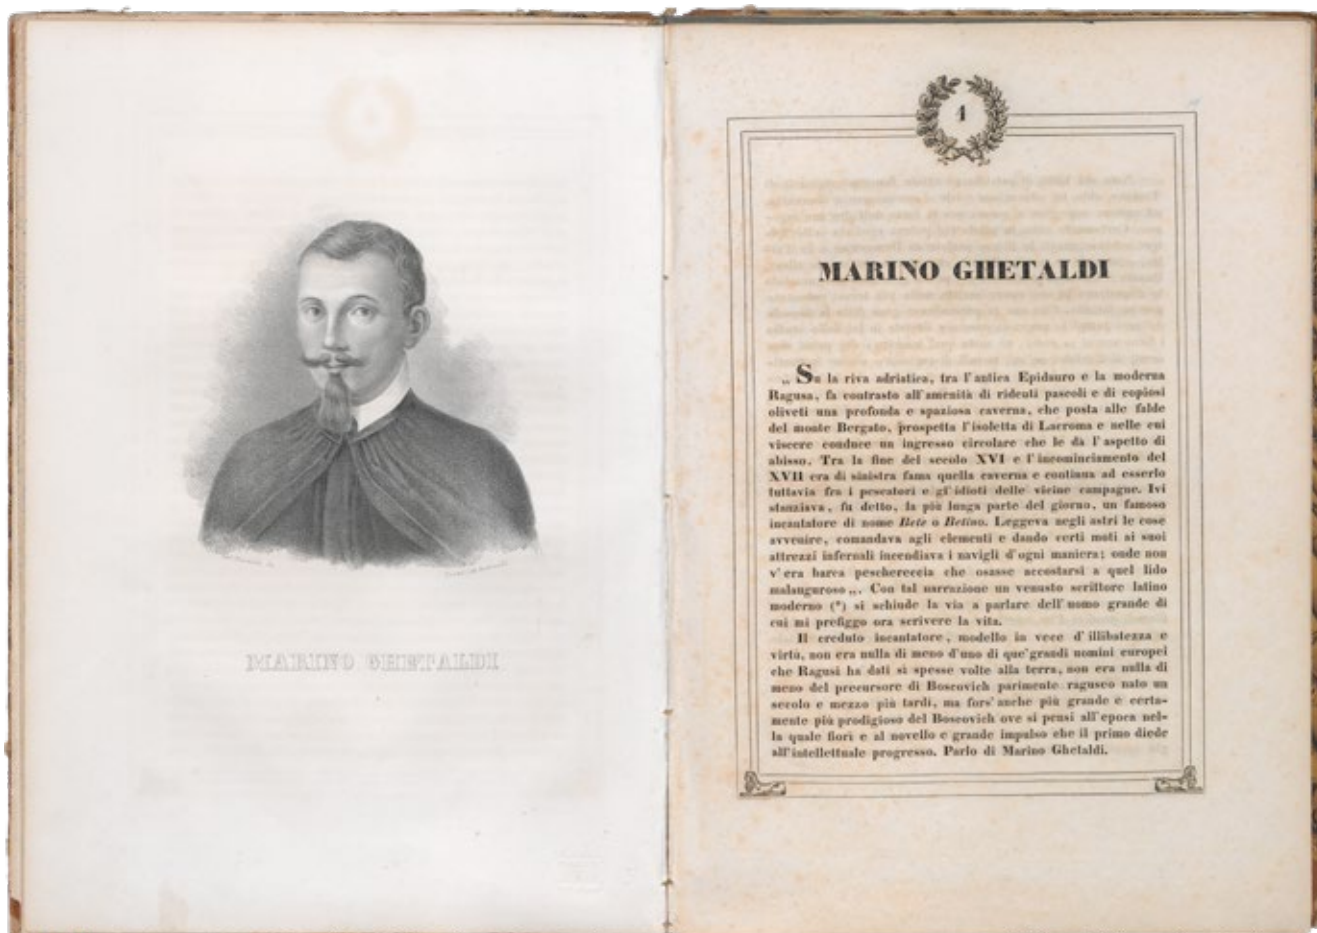 MARINO GHETALDI
1
MARINO GHETALDI
„ Su la riva adriatica, tra l'antica Epidauro e la moderna
Ragusa, fa contrasto all'amenità di ridenti pascoli e di copiosi
oliveti una profonda e spaziosa caverna, che posta alle falde
del monte Bergato, prospetta l'isoletta di Lacroma e nelle cui
viscere conduce un ingresso circolare che le dà l'aspetto di
abisso. Tra la fine del secolo XVI e l'incominciamento del
XVII era di sinistra fama quella caverna e continua ad esserlo
tuttavia fra i pescatori e gl'idioti delle vicine campagne. Ivi
stanziava, fu detto, la più lunga parte del giorno, un famoso
incantatore di nome Bete o Betino. Leggeva negli astri le cose
avvenire, comandava agli elementi e dando certi moti ai suoi
attrezzi infernali incendiava i navigli d'ogni maniera; onde non
v'era barca peschereccia che osasse accostarsi a quel lido
malauguroso „. Con tal narrazione un venusto scrittore latino
moderno (*) si schiude la via a parlare dell'uomo grande di
cui mi prefiggo ora scrivere la vita.
Il creduto incantatore, modello in vece d'illibatezza e
virtù, non era nulla di meno d'uno di que'grandi uomini europei
che Ragusi ha dati sì spesse volte alla terra, non era nulla di
meno del precursore di Boscovich parimente raguseo nato un
secolo e mezzo più tardi, ma fors'anche più grande e certa-
mente più prodigioso del Boscovich ove si pensi all'epoca nel-
la quale fiorì e al novello e grande impulso che il primo diede
all'intellettuale progresso. Parlo di Marino Ghetaldi.